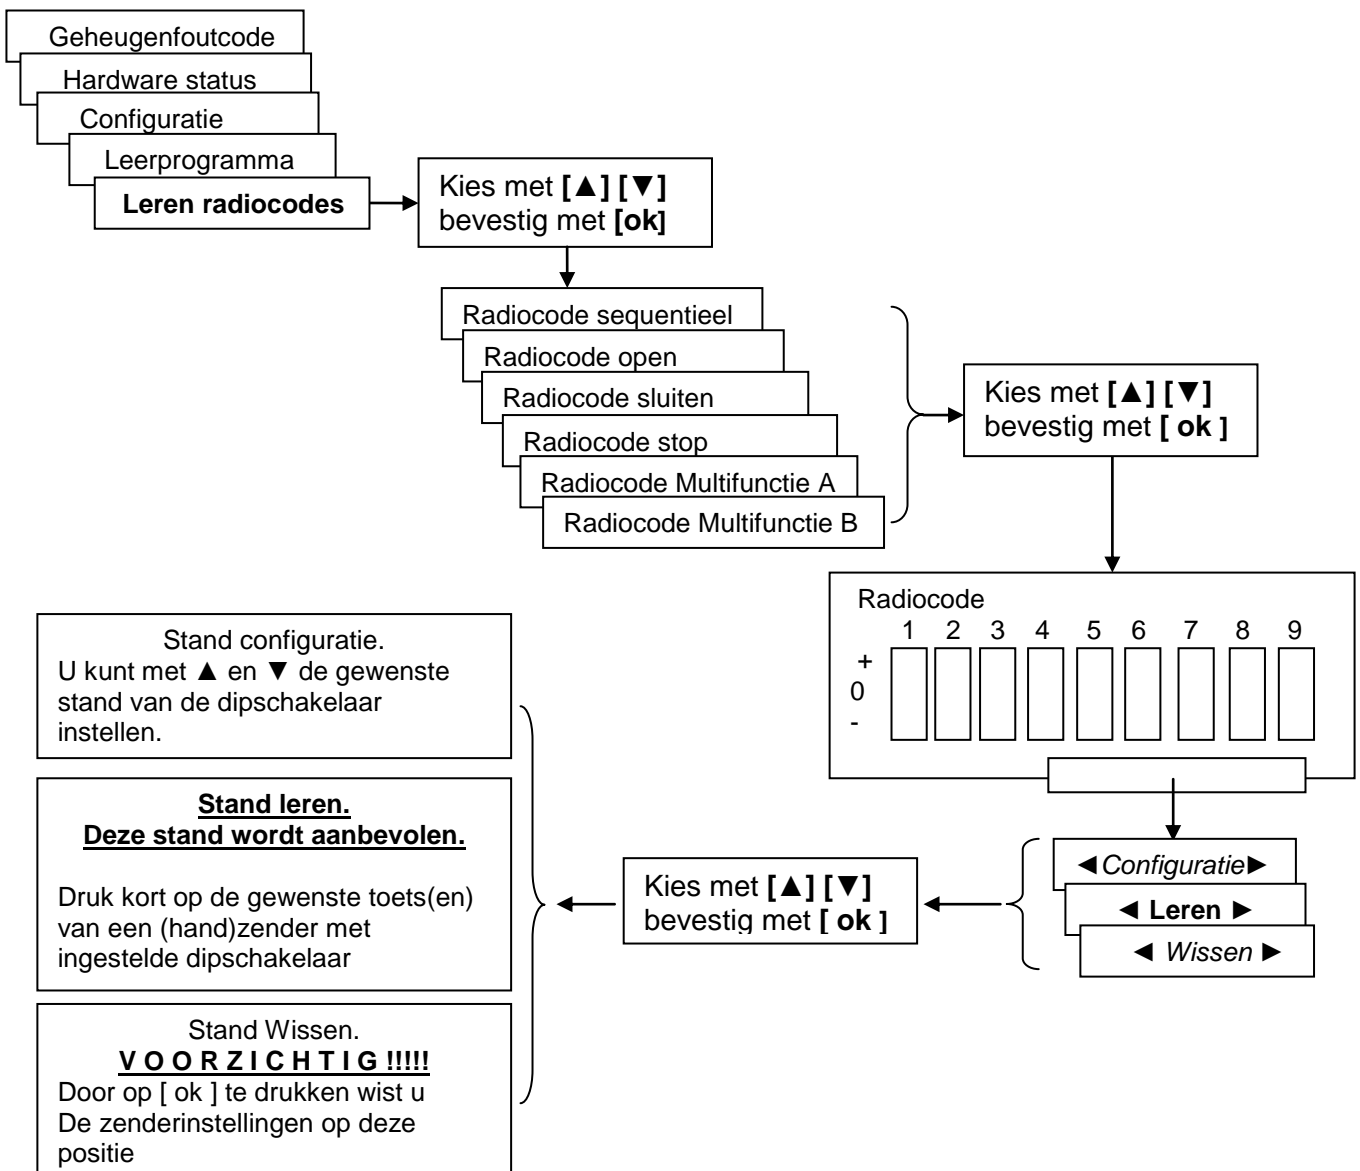 Geheugenfoutcode
Hardware status
Configuratie
Leerprogramma
Leren radiocodes
Kies met [▲] [▼]
bevestig met [ok]
Radiocode sequentieel
Radiocode open
Radiocode sluiten
Radiocode stop
Radiocode Multifunctie A
Radiocode Multifunctie B
Kies met [▲] [▼]
bevestig met [ ok ]
Radiocode
1 2 3 4 5 6 7 8 9
+
0
-
◄Configuratie►
◄ Leren ►
◄ Wissen ►
Kies met [▲] [▼]
bevestig met [ ok ]
Stand configuratie.
U kunt met ▲ en ▼ de gewenste
stand van de dipschakelaar
instellen.
Stand leren.
Deze stand wordt aanbevolen.
Druk kort op de gewenste toets(en)
van een (hand)zender met
ingestelde dipschakelaar
Stand Wissen.
V O O R Z I C H T I G !!!!!
Door op [ ok ] te drukken wist u
De zenderinstellingen op deze
positie